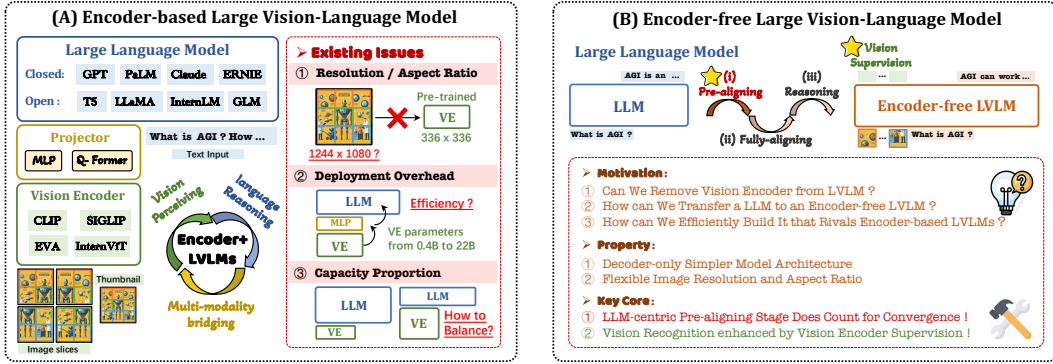 (A) Encoder-based Large Vision-Language Model
Large Language Model
Closed: GPT PaLM Claude ERNIE
Open : T5 LLaMA InternLM GLM
Projector
MLP Q- Former
What is AGI ? How ...
Text Input
Vision Encoder
CLIP SIGLIP
EVA InternViT
Vision Perceiving
language Reasoning
Encoder+
LVLMs
Multi-modality
bridging
Thumbnail
Image slices
➢ Existing Issues
① Resolution / Aspect Ratio
Pre-trained
VE
336 x 336
1244 x 1080 ?
② Deployment Overhead
LLM
Efficiency ?
MLP
VE
VE parameters
from 0.4B to 22B
③ Capacity Proportion
LLM
LLM
VE
VE
How to
Balance?
(B) Encoder-free Large Vision-Language Model
Large Language Model
AGI is an ...
LLM
What is AGI ?
(i)
Pre-aligning
(ii) Fully-aligning
(iii)
Reasoning
Vision
Supervision
... ...
AGI can work ...
Encoder-free LVLM
... What is AGI ?
➢ Motivation:
① Can We Remove Vision Encoder from LVLM ?
② How can We Transfer a LLM to an Encoder-free LVLM ?
③ How can We Efficiently Build It that Rivals Encoder-based LVLMs ?
➢ Property:
① Decoder-only Simpler Model Architecture
② Flexible Image Resolution and Aspect Ratio
➢ Key Core:
① LLM-centric Pre-aligning Stage Does Count for Convergence !
② Vision Recognition enhanced by Vision Encoder Supervision !